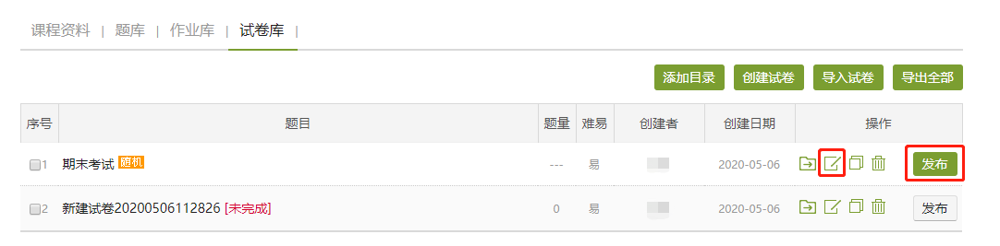 课程资料 | 题库 | 作业库 | 试卷库 |
添加目录 创建试卷 导入试卷 导出全部
序号 题目 题量 难易 创建者 创建日期 操作
1 期末考试 随机 --- 易 2020-05-06 发布
2 新建试卷20200506112826 [未完成] 0 易 2020-05-06 发布